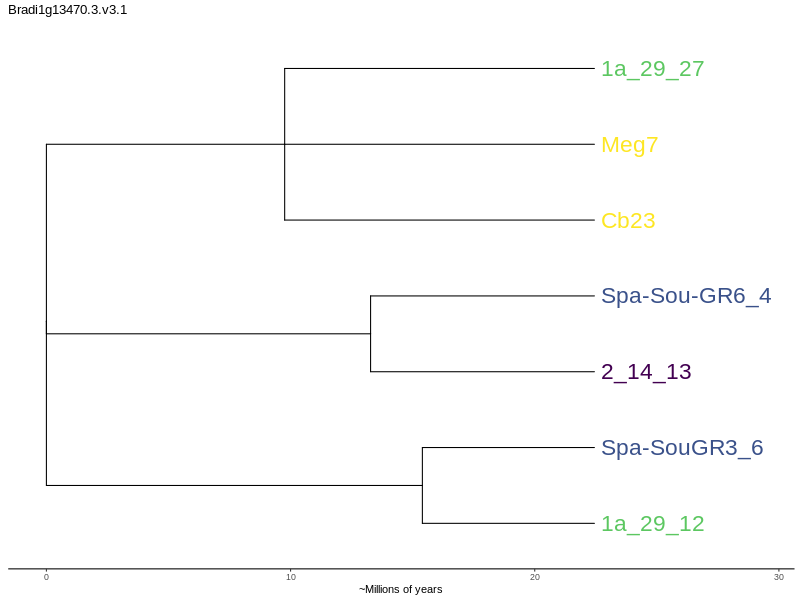 Bradi1g13470.3.v3.1
1a_29_27
Meg7
Cb23
Spa-Sou-GR6_4
2_14_13
Spa-SouGR3_6
1a_29_12
0 10 20 30
~Millions of years